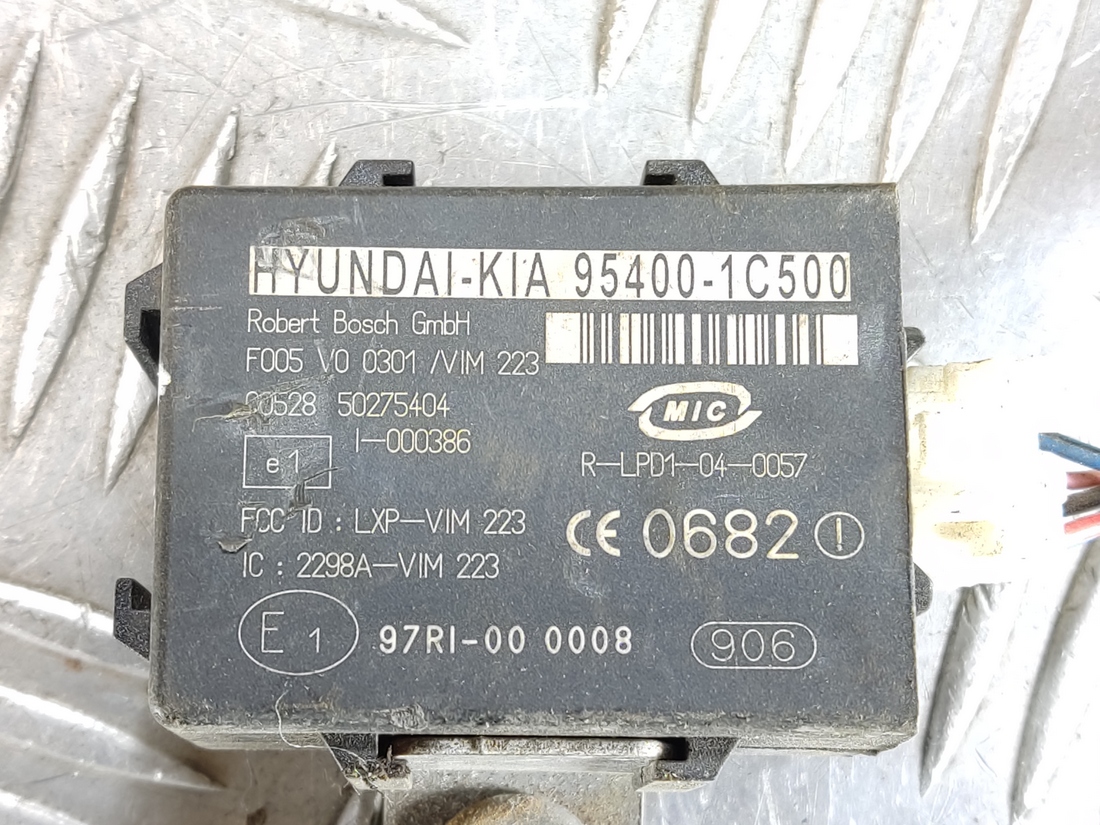 HYUNDAI-KIA 95400-1C500
Robert Bosch GmbH
F005 V0 0301 /VIM 223
00528 50275404
I-000386
e1
MIC
R-LPD1-04-0057
FCC ID : LXP-VIM 223
CE 0682 !
IC : 2298A-VIM 223
E1 97RI-00 0008
906